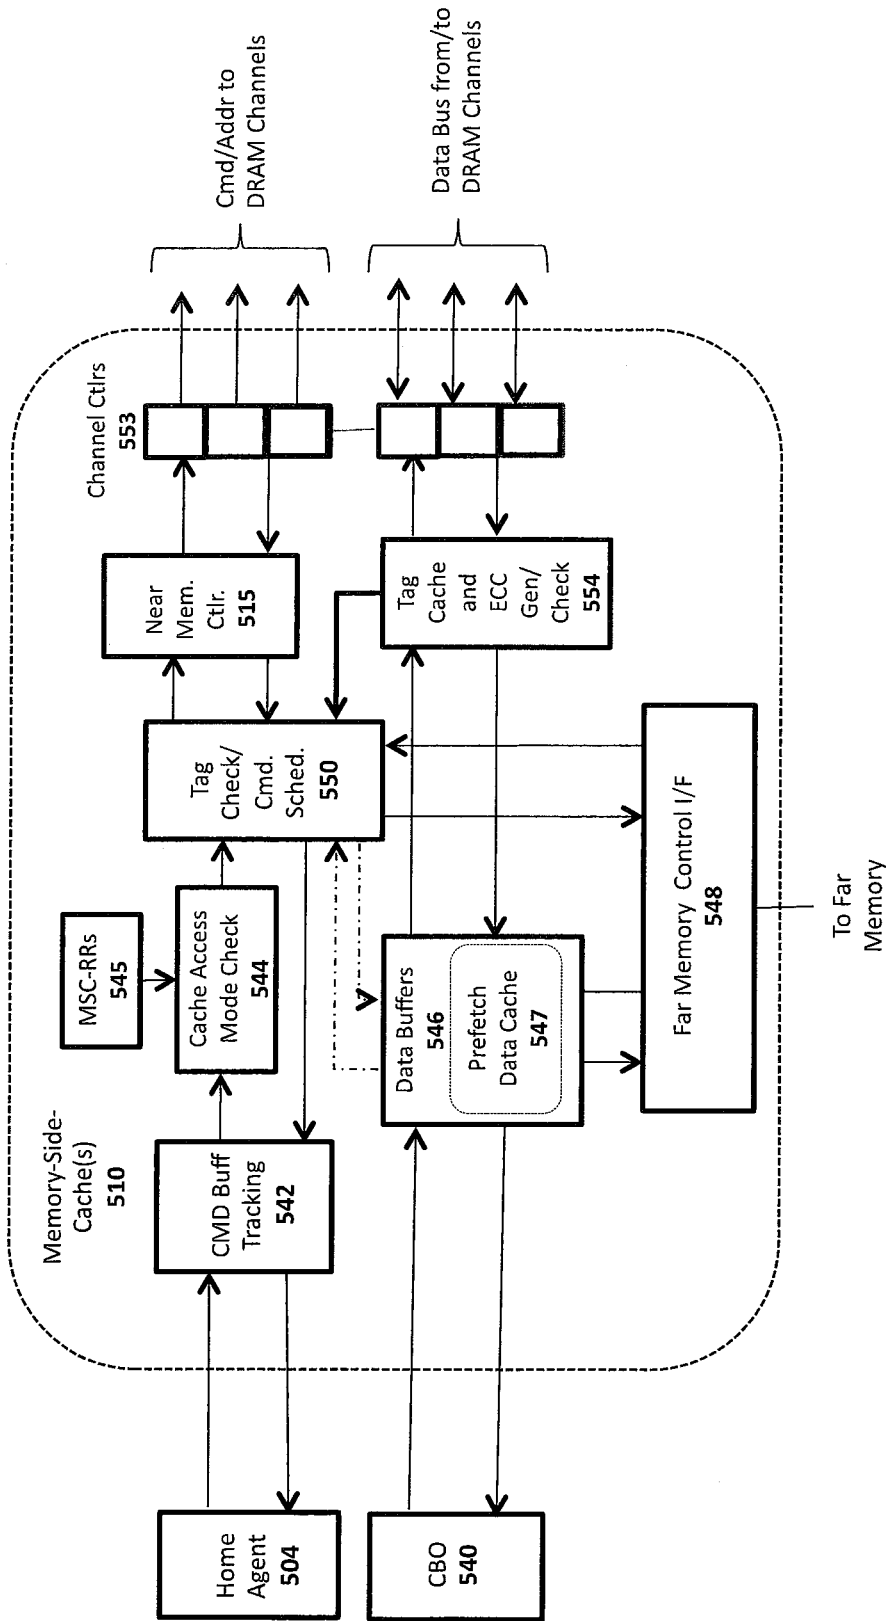 Memory-Side-
Cache(s)
510
MSC-RRs
545
Channel Ctlrs
553
Cmd/Addr to
DRAM Channels
Home
Agent
504
CMD Buff
Tracking
542
Cache Access
Mode Check
544
Tag
Check/
Cmd.
Sched.
550
Near
Mem.
Ctlr.
515
Data Bus from/to
DRAM Channels
CBO
540
Data Buffers
546
Prefetch
Data Cache
547
Tag
Cache
and
ECC
Gen/
Check
554
Far Memory Control I/F
548
To Far
Memory